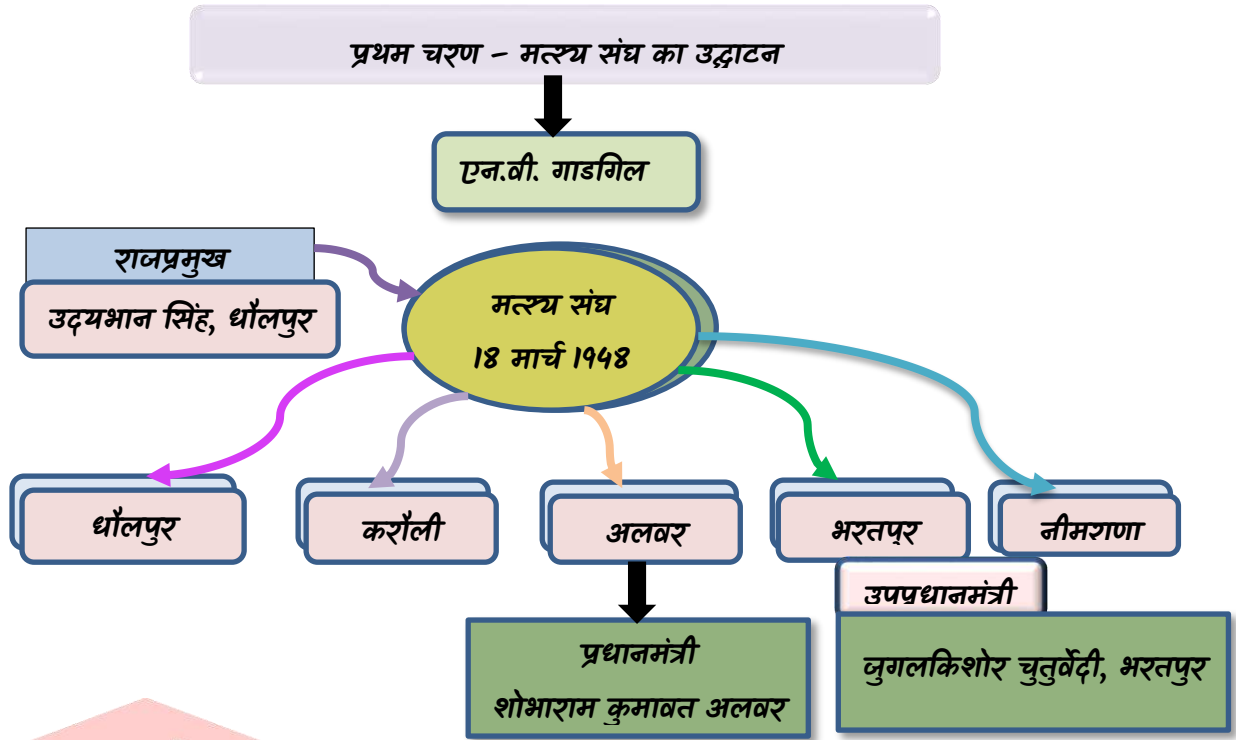 प्रथम चरण – मत्स्य संघ का उद्घाटन
एन.वी. गाडगिल
राजप्रमुख
उदयभान सिंह, धौलपुर
मत्स्य संघ
18 मार्च 1948
धौलपुर
करौली
अलवर
भरतपुर
नीमराणा
उपप्रधानमंत्री
प्रधानमंत्री
शोभाराम कुमावत अलवर
जुगलकिशोर चुतुर्वेदी, भरतपुर